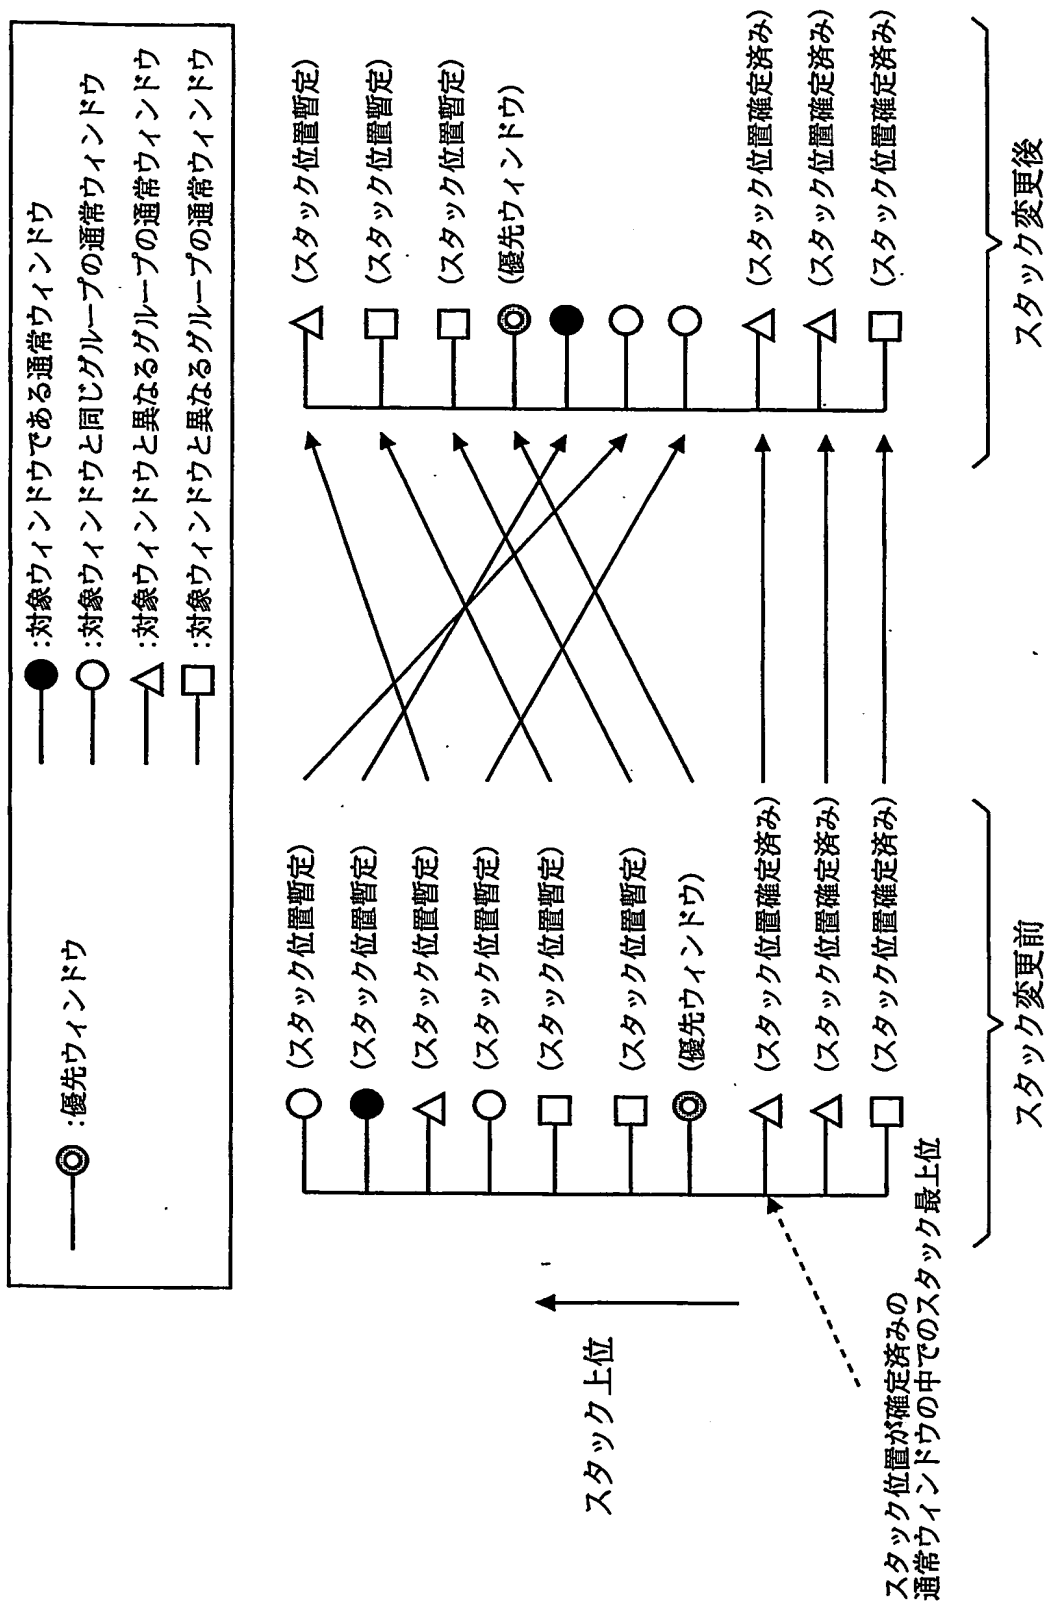 :優先ウィンドウ
:対象ウィンドウである通常ウィンドウ
:対象ウィンドウと同じグループの通常ウィンドウ
:対象ウィンドウと異なるグループの通常ウィンドウ
:対象ウィンドウと異なるグループの通常ウィンドウ
スタック上位
(スタック位置暫定)
(スタック位置暫定)
(スタック位置暫定)
(スタック位置暫定)
(スタック位置暫定)
(スタック位置暫定)
(優先ウィンドウ)
(スタック位置確定済み)
(スタック位置確定済み)
(スタック位置確定済み)
スタック位置が確定済みの
通常ウィンドウの中でのスタック最上位
スタック変更前
(スタック位置暫定)
(スタック位置暫定)
(スタック位置暫定)
(優先ウィンドウ)
(スタック位置確定済み)
(スタック位置確定済み)
(スタック位置確定済み)
スタック変更後